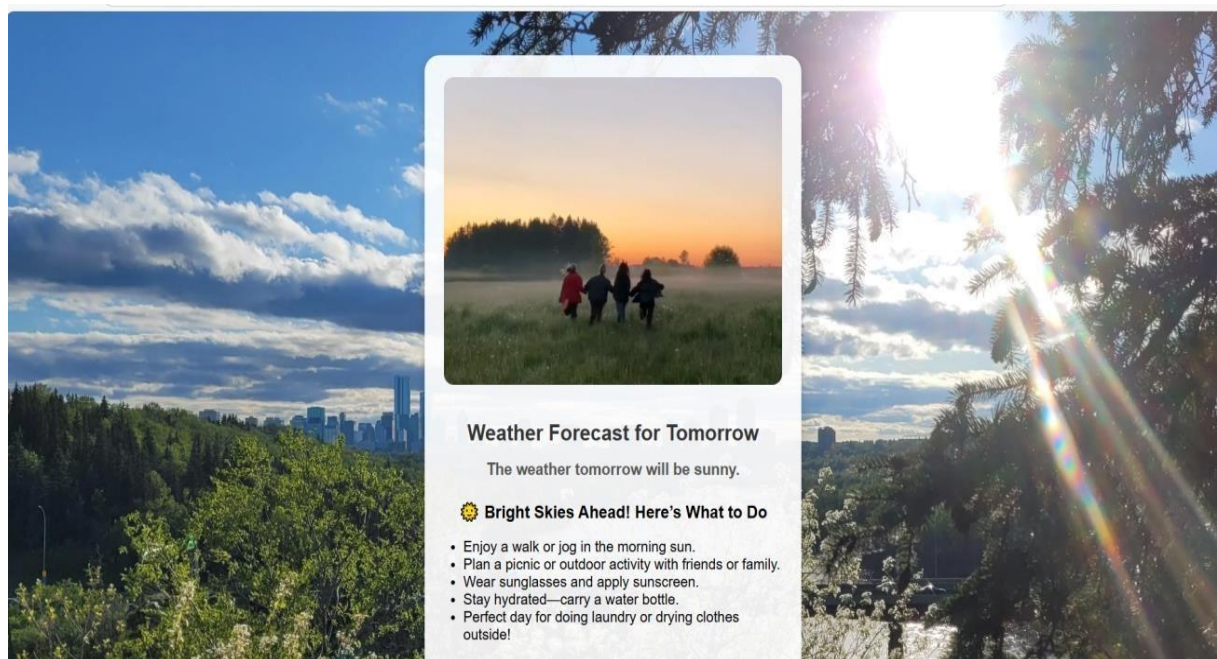 Weather Forecast for Tomorrow
The weather tomorrow will be sunny.
🌞 Bright Skies Ahead! Here’s What to Do
• Enjoy a walk or jog in the morning sun.
• Plan a picnic or outdoor activity with friends or family.
• Wear sunglasses and apply sunscreen.
• Stay hydrated—carry a water bottle.
• Perfect day for doing laundry or drying clothes
outside!